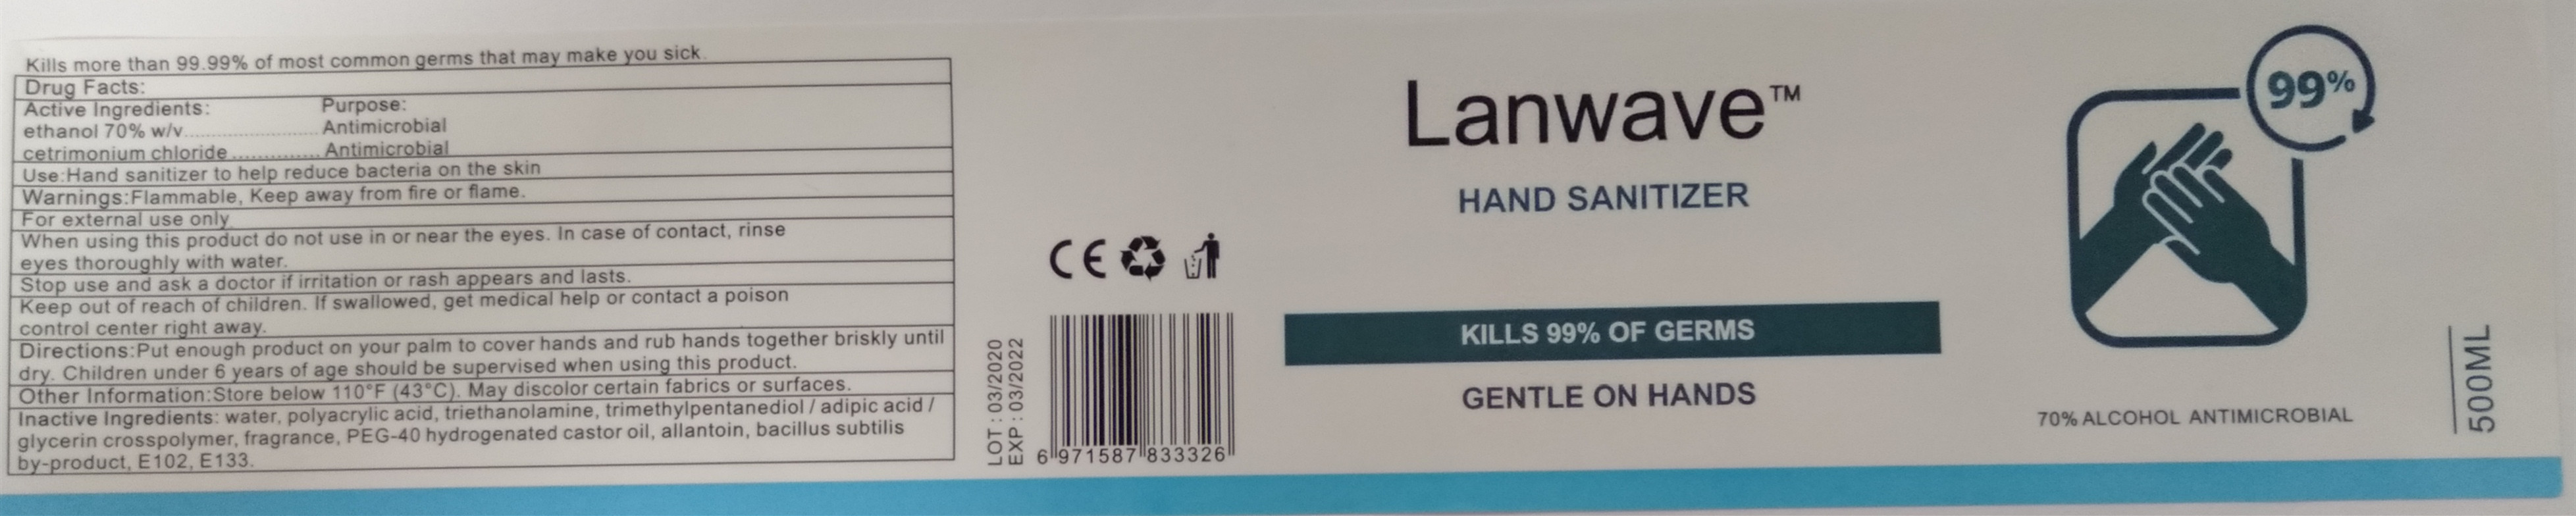 Kills more than 99.99% of most common germs that may make you sick.
Drug Facts:
Active Ingredients: Purpose:
ethanol 70% w/v........................ Antimicrobial
cetrimonium chloride............... Antimicrobial
Use:Hand sanitizer to help reduce bacteria on the skin
Warnings:Flammable, Keep away from fire or flame.
For external use only
When using this product do not use in or near the eyes. In case of contact, rinse
eyes thoroughly with water.
Stop use and ask a doctor if irritation or rash appears and lasts.
Keep out of reach of children. If swallowed, get medical help or contact a poison
control center right away.
Directions:Put enough product on your palm to cover hands and rub hands together briskly until
dry. Children under 6 years of age should be supervised when using this product.
Other Information:Store below 110°F (43°C). May discolor certain fabrics or surfaces.
Inactive Ingredients: water, polyacrylic acid, triethanolamine, trimethylpentanediol / adipic acid /
glycerin crosspolymer, fragrance, PEG-40 hydrogenated castor oil, allantoin, bacillus subtilis
by-product, E102, E133.
CE
LOT : 03/2020
EXP : 03/2022
6 971587 833326
Lanwave™
HAND SANITIZER
KILLS 99% OF GERMS
GENTLE ON HANDS
99%
70% ALCOHOL ANTIMICROBIAL
500ML